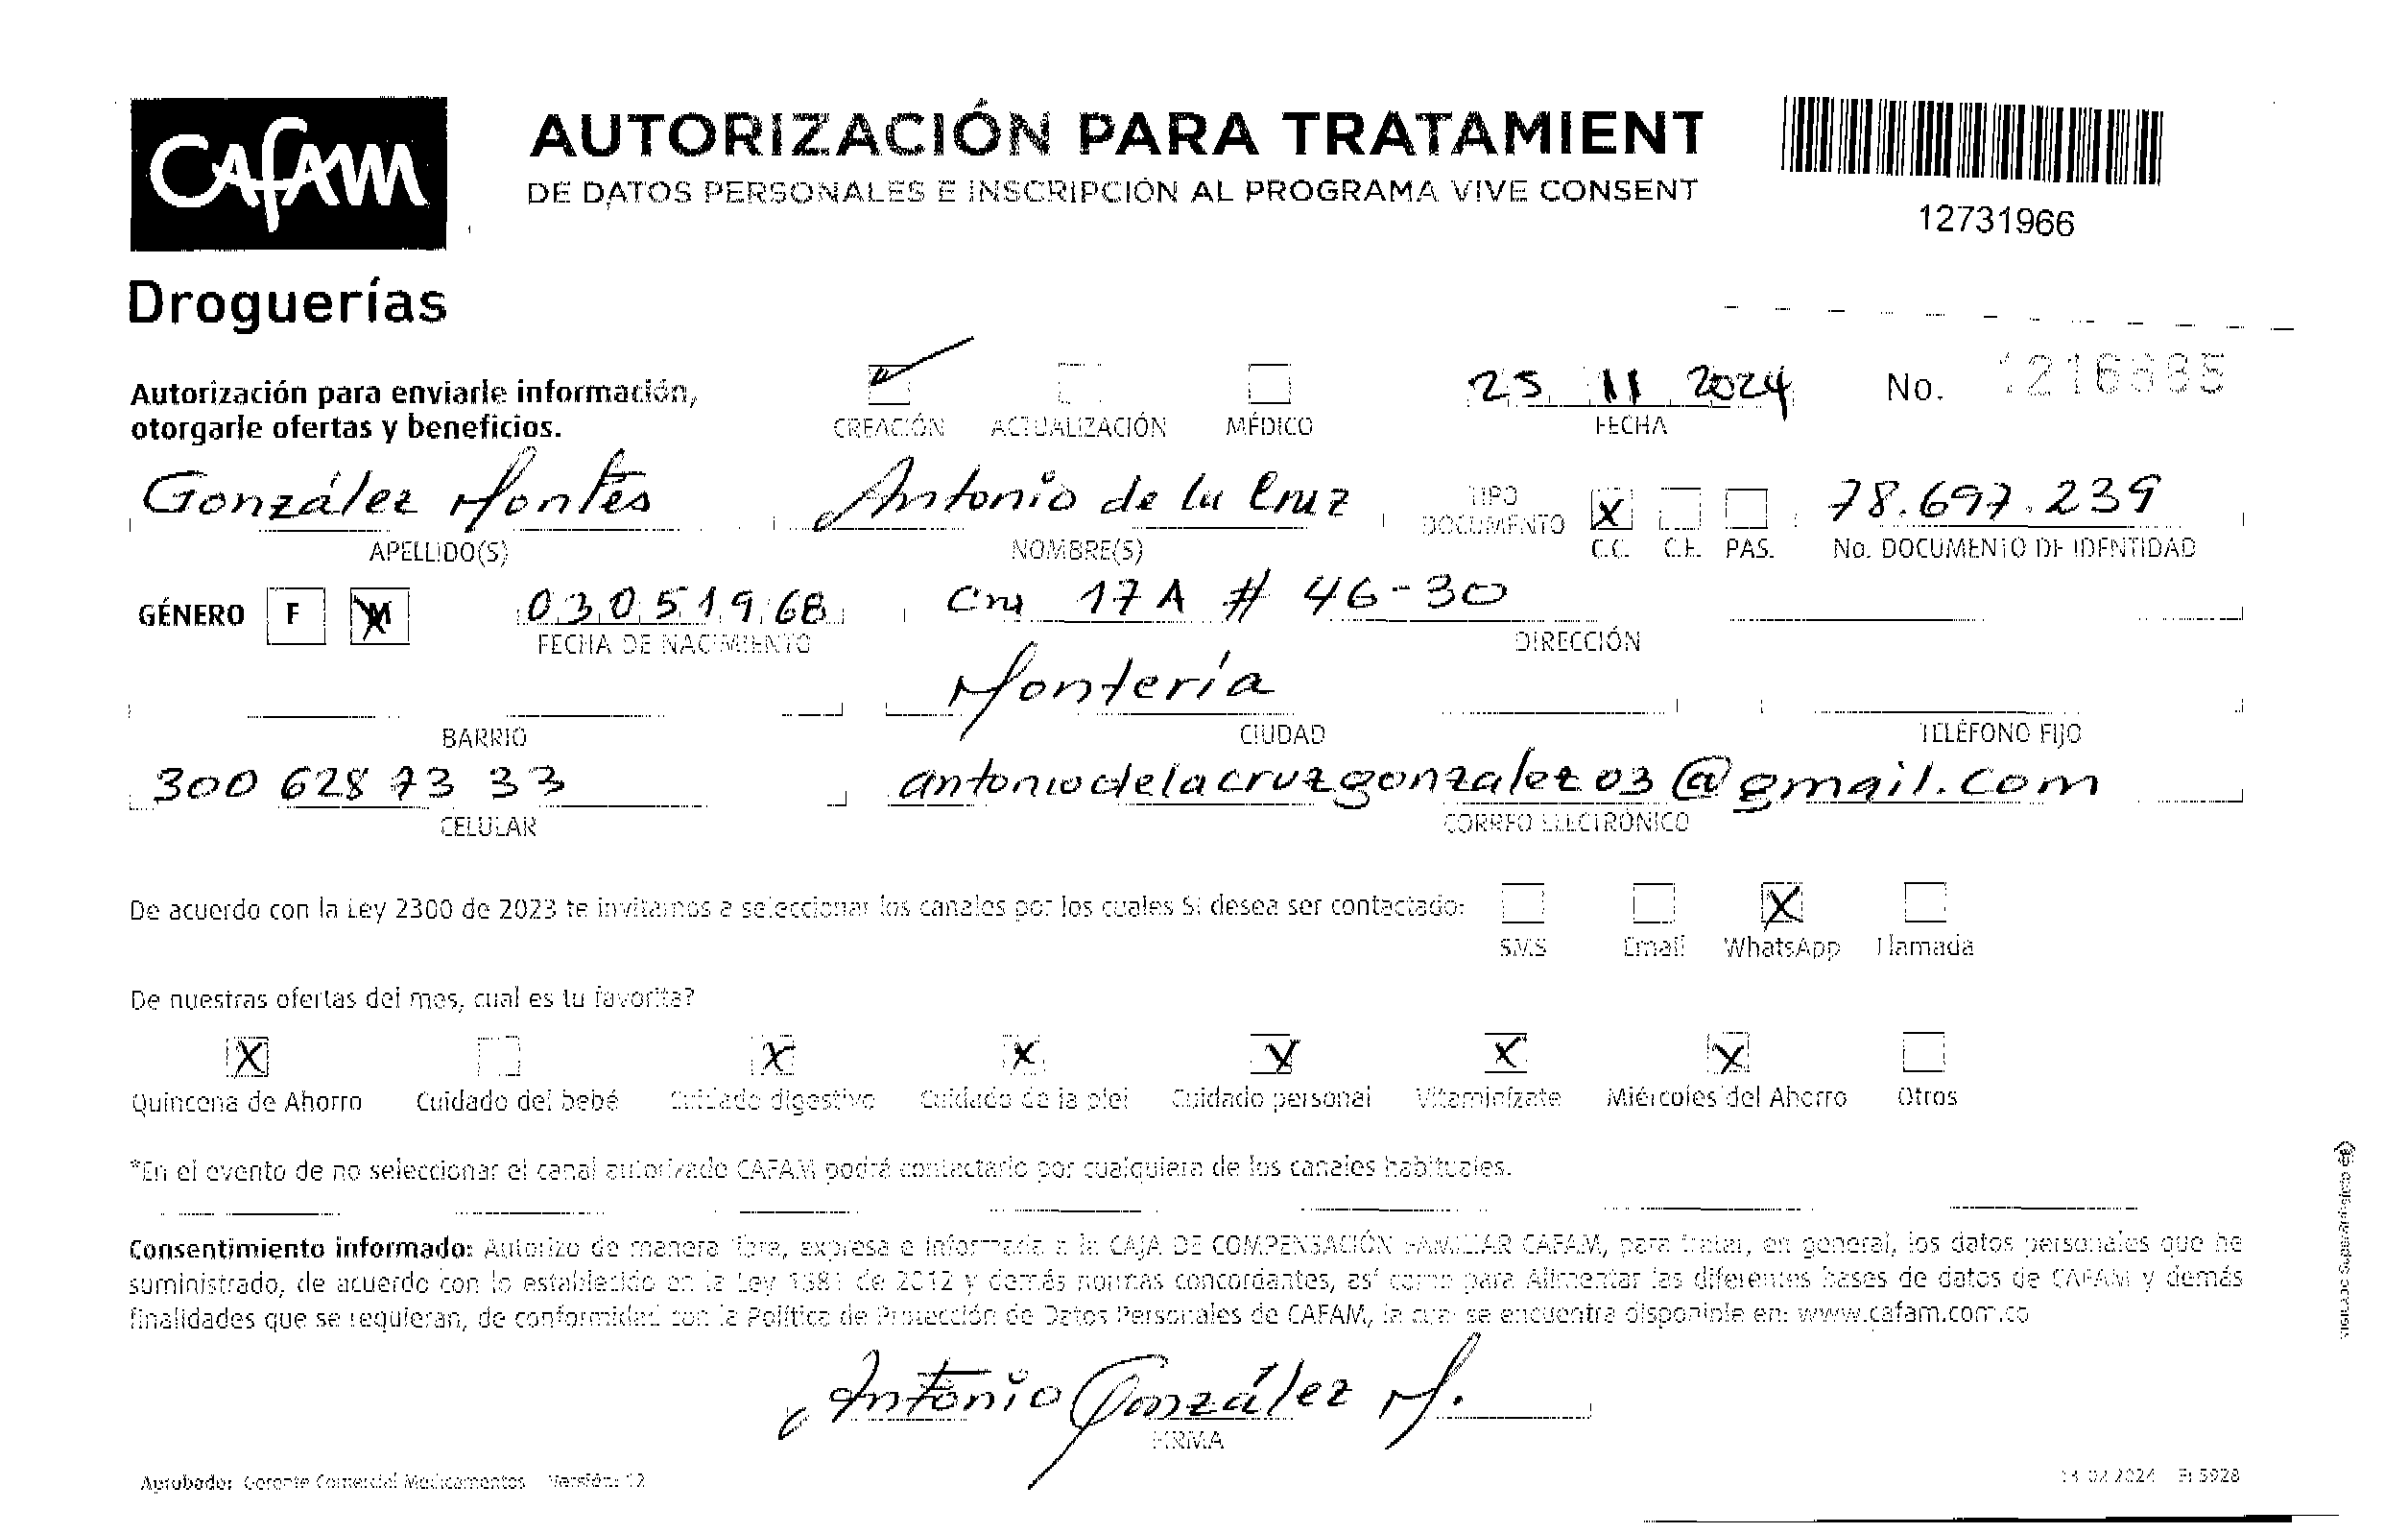 CAFAM
Droguerías
AUTORIZACIÓN PARA TRATAMIENT
DE DATOS PERSONALES E INSCRIPCIÓN AL PROGRAMA VIVE CONSENT
12731966
Autorización para enviarle información,
otorgarle ofertas y beneficios.
CREACIÓN ACTUALIZACIÓN MÉDICO
25 11 2024
FECHA
No.
González Montes Antonio de la Cruz TIPO DOCUMENTO X 78.697.239
APELLIDO(S) NOMBRE(S) C.C. C.E. PAS. No. DOCUMENTO DE IDENTIDAD
GÉNERO F M 03051968 Cra 17A # 46-30
FECHA DE NACIMIENTO DIRECCIÓN
Montería
BARRIO CIUDAD TELÉFONO FIJO
300 628 73 33 antoniodelacruzgonzalez03@gmail.com
CELULAR CORREO ELECTRÓNICO
De acuerdo con la Ley 2300 de 2023 te invitamos a seleccionar los canales por los cuales SI desea ser contactado:
X
SMS Email WhatsApp Llamada
De nuestras ofertas del mes, cual es tu favorita?
X X X X X X
Quincena de Ahorro Cuidado del bebé Cuidado digestivo Cuidado de la piel Cuidado personal Vitaminízate Miércoles del Ahorro Otros
*En el evento de no seleccionar el canal autorizado CAFAM podrá contactarlo por cualquiera de los canales habituales.
Consentimiento informado: Autorizo de manera libre, expresa e informada a la CAJA DE COMPENSACIÓN FAMILIAR CAFAM, para tratar, en general, los datos personales que he
suministrado, de acuerdo con lo establecido en la Ley 1581 de 2012 y demás normas concordantes, así como para Alimentar las diferentes bases de datos de CAFAM y demás
finalidades que se requieran, de conformidad con la Política de Protección de Datos Personales de CAFAM, la cual se encuentra disponible en: www.cafam.com.co
Antonio González M.
FIRMA
Aprobado: Gerente Comercial Medicamentos Versión: 12